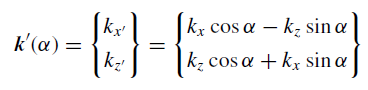 k′(α) = { k_x′ k_z′ } = { k_x cos α − k_z sin α
k_z cos α + k_x sin α }